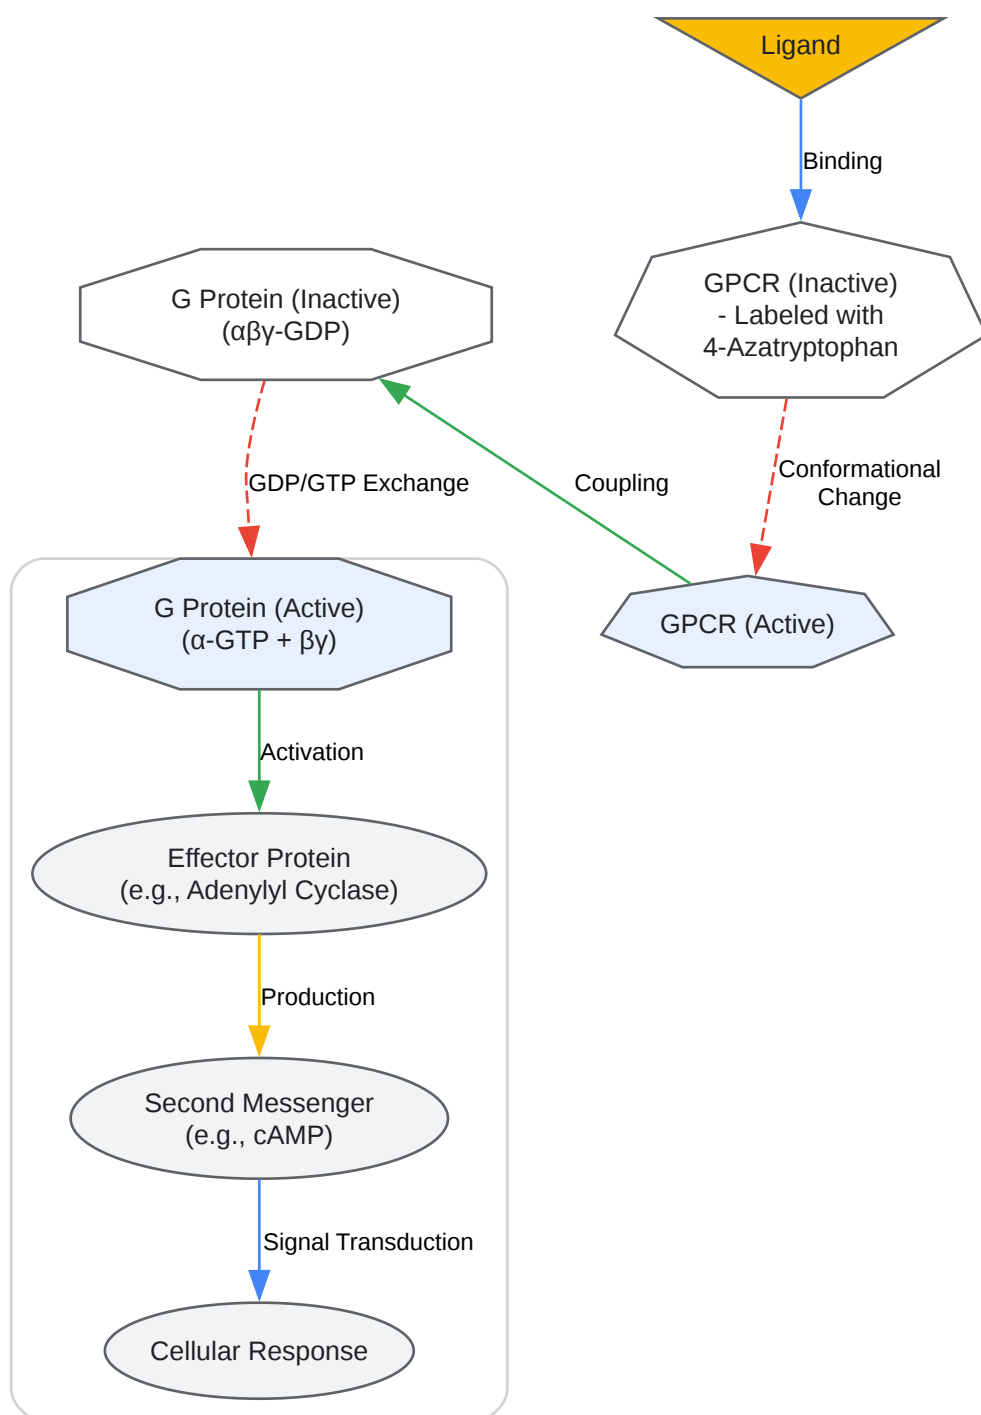 Ligand
Binding
GPCR (Inactive)
- Labeled with
4-Azatryptophan
G Protein (Inactive)
(αβγ-GDP)
Conformational
Change
Coupling
GDP/GTP Exchange
GPCR (Active)
G Protein (Active)
(α-GTP + βγ)
Activation
Effector Protein
(e.g., Adenylyl Cyclase)
Production
Second Messenger
(e.g., cAMP)
Signal Transduction
Cellular Response